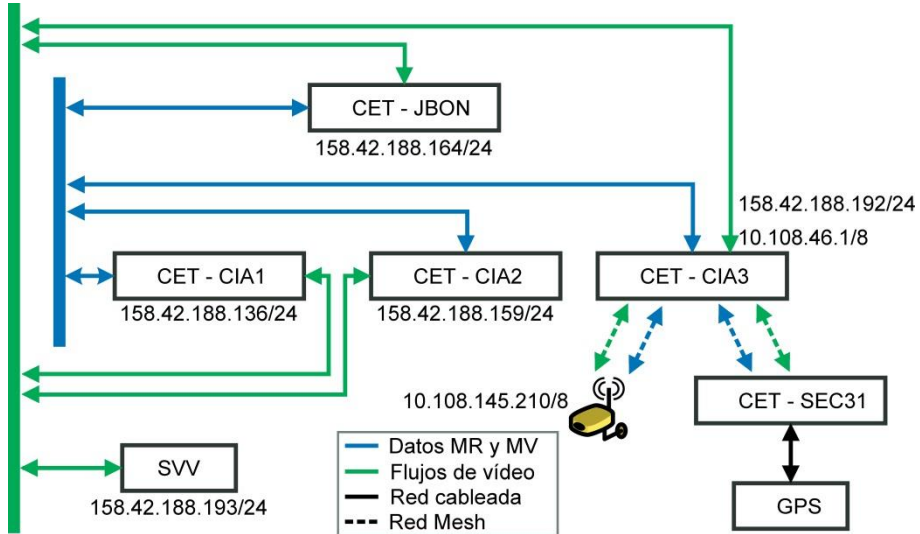 CET - JBON
158.42.188.164/24
158.42.188.192/24
10.108.46.1/8
CET - CIA1
CET - CIA2
CET - CIA3
158.42.188.136/24
158.42.188.159/24
10.108.145.210/8
CET - SEC31
Datos MR y MV
SVV
Flujos de vídeo
158.42.188.193/24
Red cableada
GPS
Red Mesh